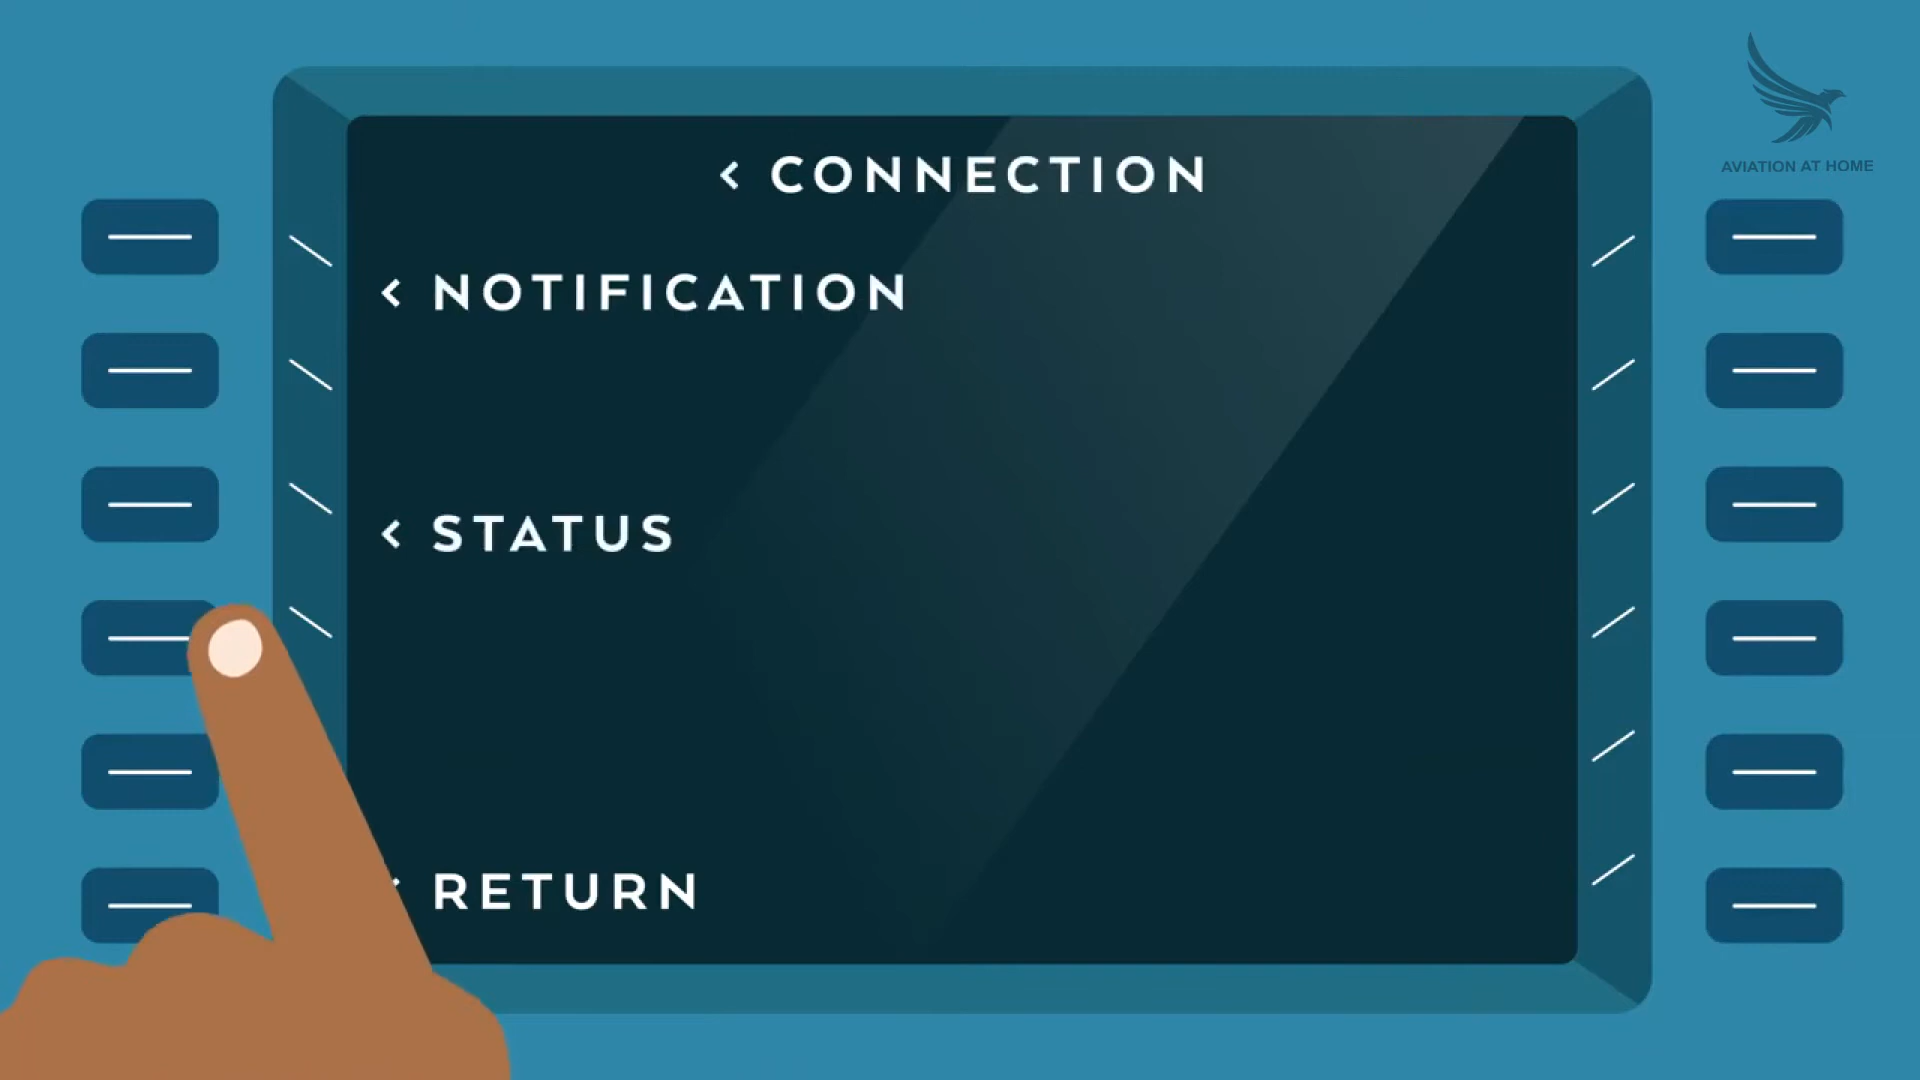 AVIATION AT HOME
< CONNECTION
< NOTIFICATION
< STATUS
< RETURN